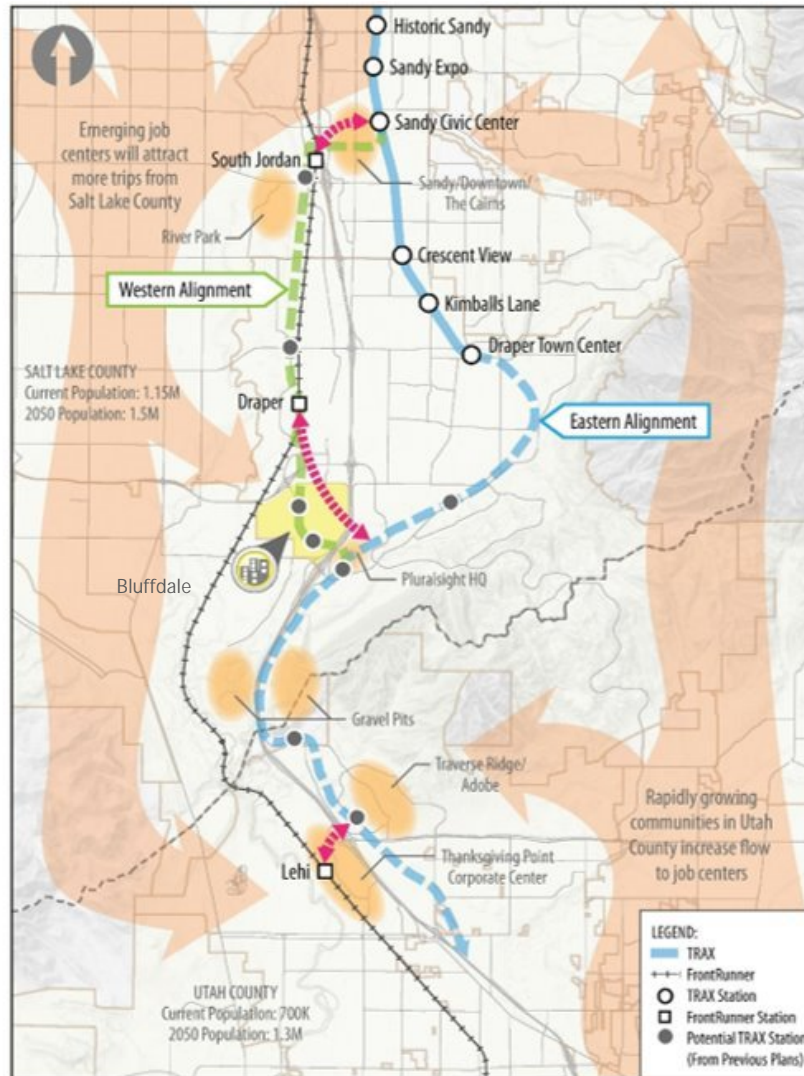 Historic Sandy
Sandy Expo
Emerging job
centers will attract
more trips from
Salt Lake County
Sandy Civic Center
South Jordan
Sandy/Downtown/
The Cairns
River Park
Crescent View
Western Alignment
Kimballs Lane
Draper Town Center
SALT LAKE COUNTY
Current Population: 1.15M
2050 Population: 1.5M
Draper
Eastern Alignment
Bluffdale
Pluralsight HQ
Gravel Pits
Traverse Ridge/
Adobe
Rapidly growing
communities in Utah
County increase flow
to job centers
Lehi
Thanksgiving Point
Corporate Center
UTAH COUNTY
Current Population: 700K
2050 Population: 1.3M
LEGEND:
TRAX
FrontRunner
TRAX Station
FrontRunner Station
Potential TRAX Station
(From Previous Plans)